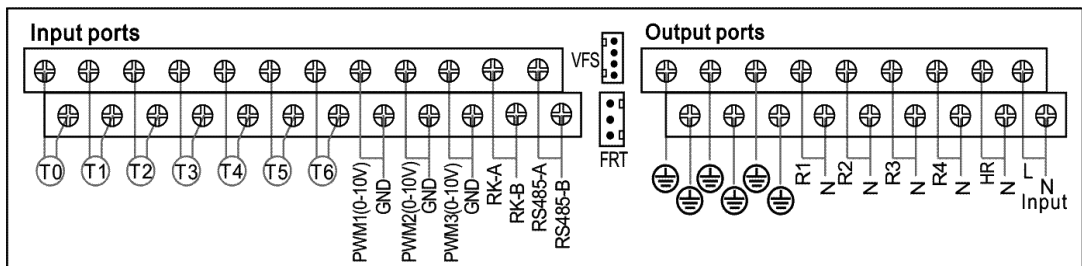 Input ports
VFS
Output ports
FRT
T0 T1 T2 T3 T4 T5 T6
PWM1(0-10V)
GND
PWM2(0-10V)
GND
PWM3(0-10V)
GND
RK-A
RK-B
RS485-A
RS485-B
R1
N
R2
N
R3
N
R4
N
HR
N
L
N
Input